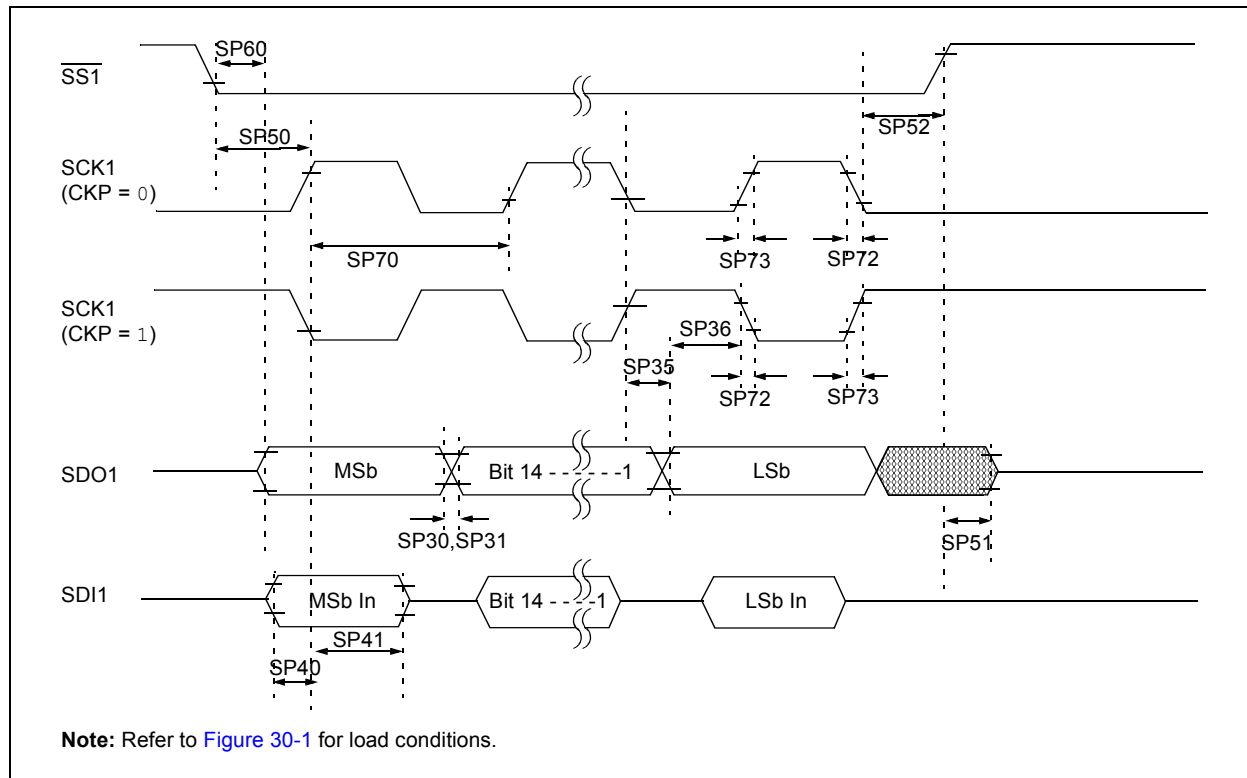 SP60
SS1
SP50
SP52
SCK1
(CKP = 0)
SP70
SP73
SP72
SCK1
(CKP = 1)
SP36
SP35
SP72
SP73
SDO1
MSb
Bit 14 - - - - - -1
LSb
SP30,SP31
SP51
SDI1
MSb In
Bit 14 - - - -1
LSb In
SP41
SP40
Note: Refer to Figure 30-1 for load conditions.